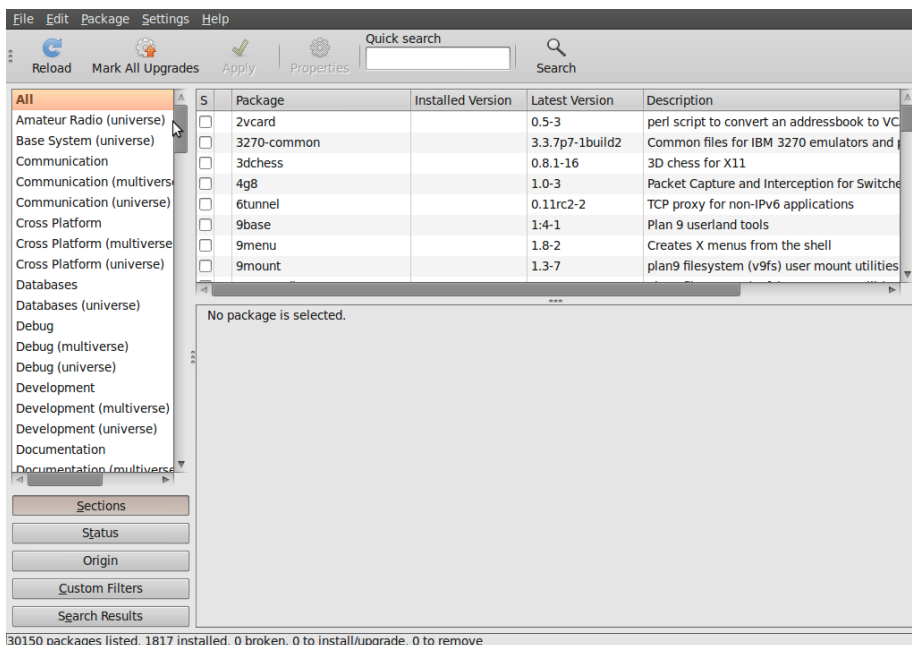 File Edit Package Settings Help
Quick search
Reload Mark All Upgrades Apply Properties Search
All
Amateur Radio (universe)
Base System (universe)
Communication
Communication (multivers
Communication (universe)
Cross Platform
Cross Platform (multiverse
Cross Platform (universe)
Databases
Databases (universe)
Debug
Debug (multiverse)
Debug (universe)
Development
Development (multiverse)
Development (universe)
Documentation
Documentation (multiverse
Sections
Status
Origin
Custom Filters
Search Results
S Package Installed Version Latest Version Description
2vcard 0.5-3 perl script to convert an addressbook to VC
3270-common 3.3.7p7-1build2 Common files for IBM 3270 emulators and p
3dchess 0.8.1-16 3D chess for X11
4g8 1.0-3 Packet Capture and Interception for Switche
6tunnel 0.11rc2-2 TCP proxy for non-IPv6 applications
9base 1:4-1 Plan 9 userland tools
9menu 1.8-2 Creates X menus from the shell
9mount 1.3-7 plan9 filesystem (v9fs) user mount utilities
No package is selected.
30150 packages listed, 1817 installed, 0 broken, 0 to install/upgrade, 0 to remove